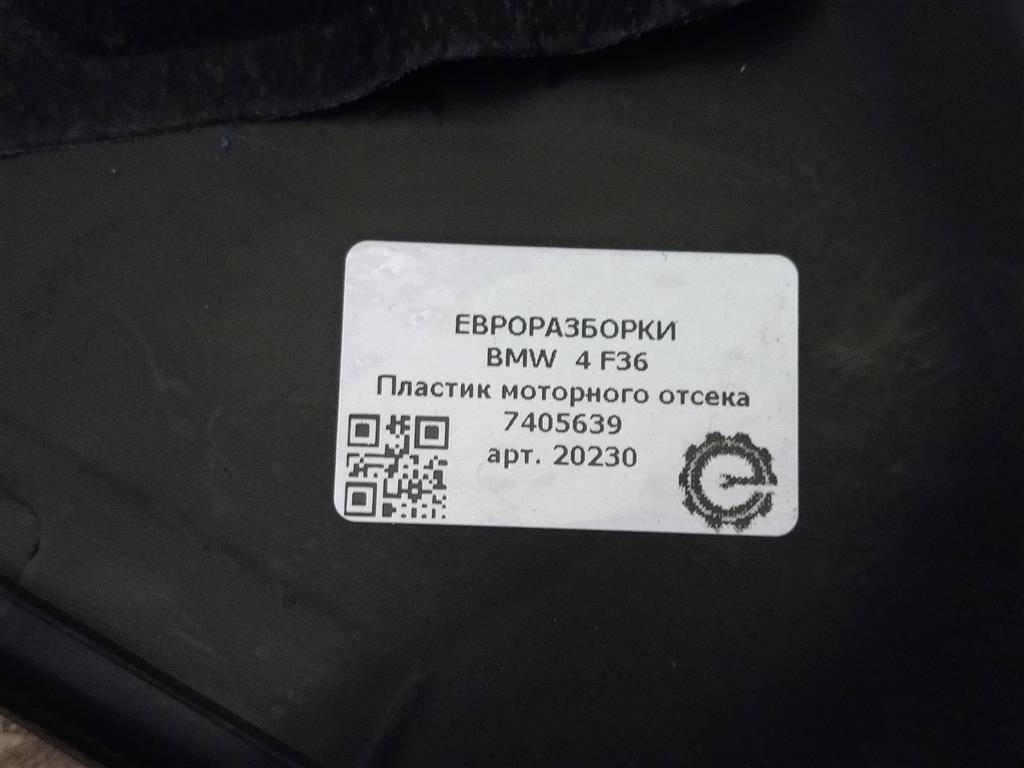 ЕВРОРАЗБОРКИ
BMW 4 F36
Пластик моторного отсека
7405639
арт. 20230